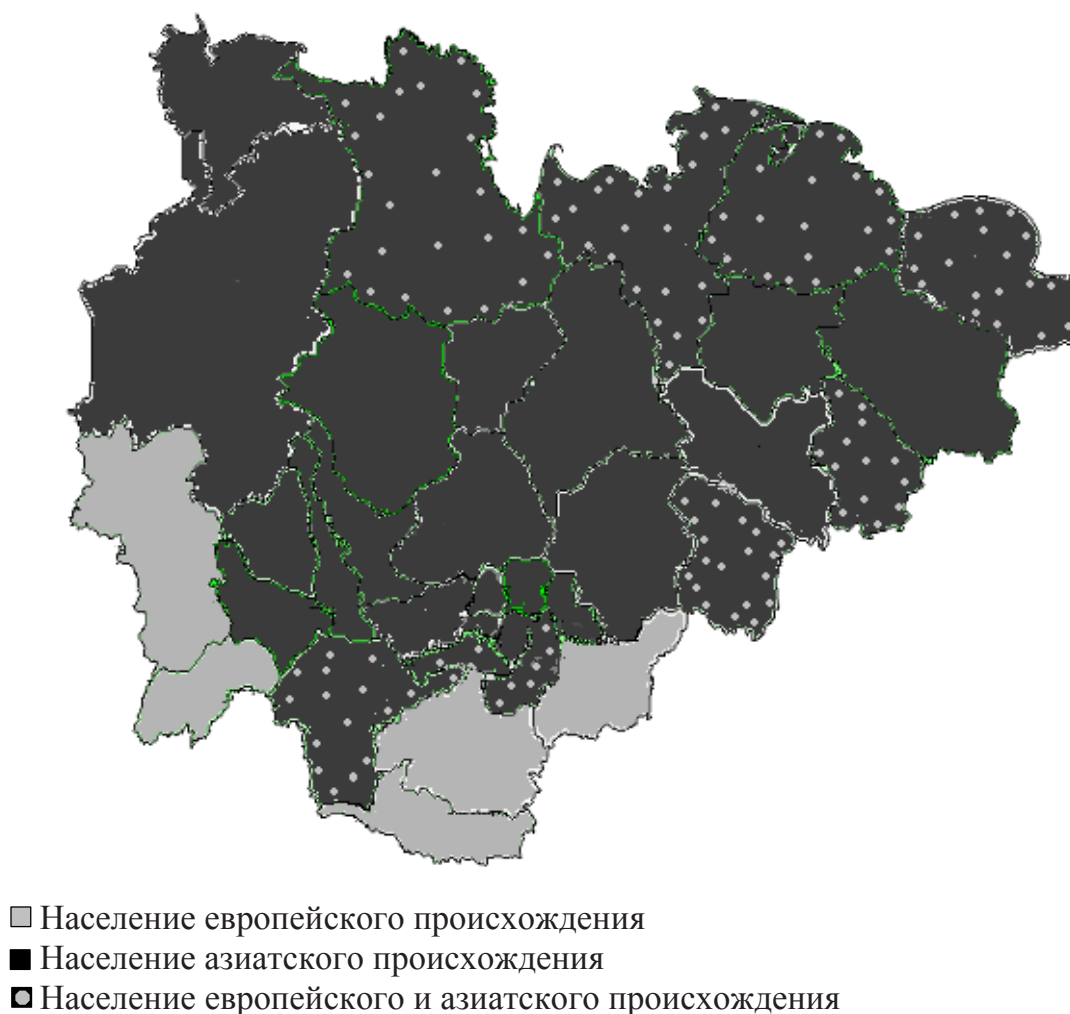 Население европейского происхождения
Население азиатского происхождения
Население европейского и азиатского происхождения